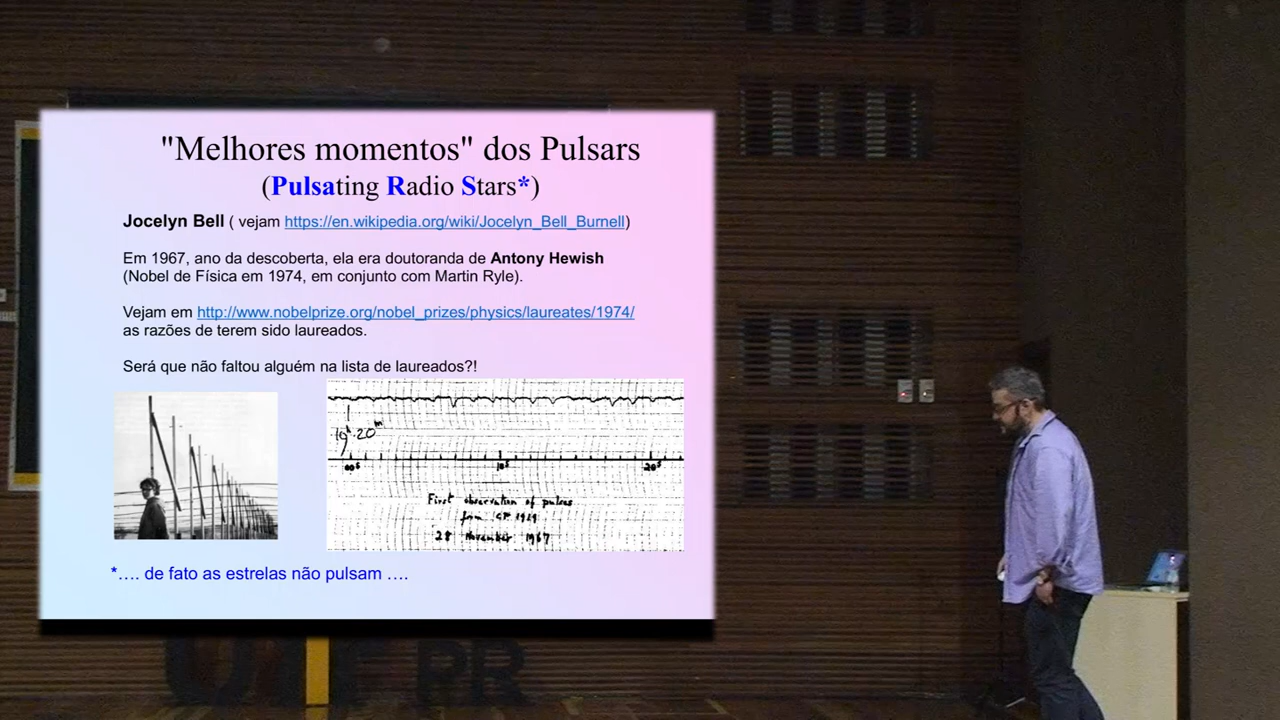 "Melhores momentos" dos Pulsars
(Pulsating Radio Stars*)
Jocelyn Bell ( vejam https://en.wikipedia.org/wiki/Jocelyn_Bell_Burnell)
Em 1967, ano da descoberta, ela era doutoranda de Antony Hewish
(Nobel de Física em 1974, em conjunto com Martin Ryle).
Vejam em http://www.nobelprize.org/nobel_prizes/physics/laureates/1974/
as razões de terem sido laureados.
Será que não faltou alguém na lista de laureados?!
19h 20m
00s 10s 20s
First observation of pulses
from CP 1919
28 November 1967
*…. de fato as estrelas não pulsam ….
UTFPR